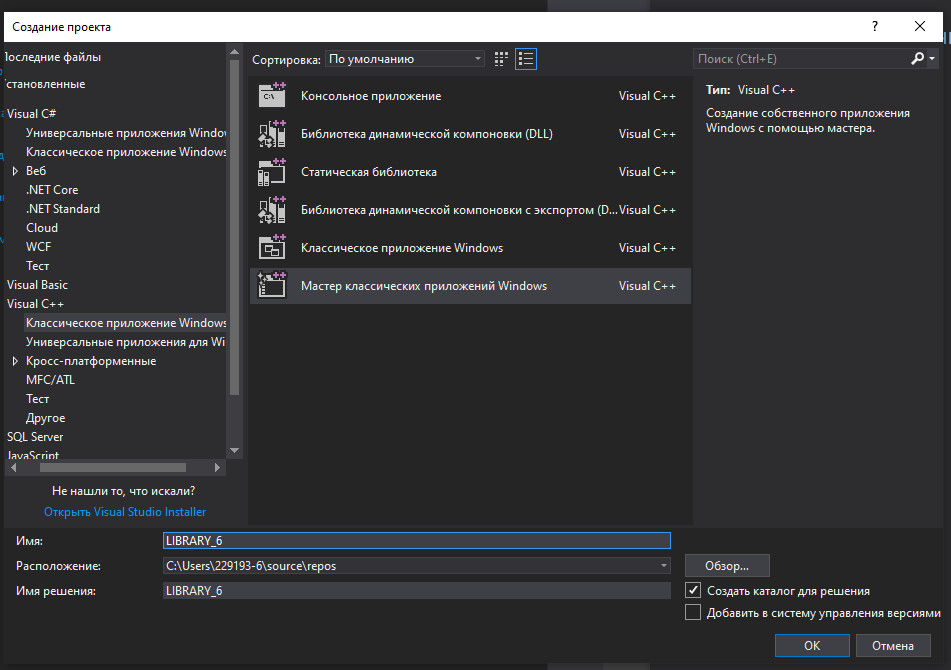 Создание проекта
?
Последние файлы
Установленные
Visual C#
Универсальные приложения Windo
Классическое приложение Windows
Веб
.NET Core
.NET Standard
Cloud
WCF
Тест
Visual Basic
Visual C++
Классическое приложение Windows
Универсальные приложения для Wi
Кросс-платформенные
MFC/ATL
Тест
Другое
SQL Server
JavaScript
Не нашли то, что искали?
Открыть Visual Studio Installer
Сортировка: По умолчанию
Консольное приложение Visual C++
Библиотека динамической компоновки (DLL) Visual C++
Статическая библиотека Visual C++
Библиотека динамической компоновки с экспортом (D... Visual C++
Классическое приложение Windows Visual C++
Мастер классических приложений Windows Visual C++
Поиск (Ctrl+E)
Тип: Visual C++
Создание собственного приложения
Windows с помощью мастера.
Имя: LIBRARY_6
Расположение: C:\Users\229193-6\source\repos
Обзор...
Имя решения: LIBRARY_6
Создать каталог для решения
Добавить в систему управления версиями
OK
Отмена